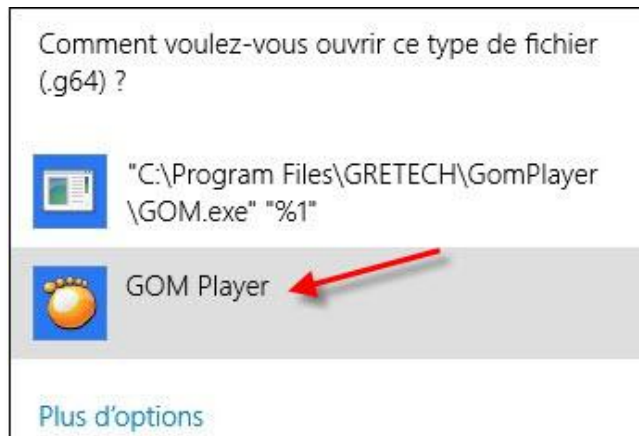 Comment voulez-vous ouvrir ce type de fichier
(.g64) ?
"C:\Program Files\GRETECH\GomPlayer
\GOM.exe" "%1"
GOM Player
Plus d'options